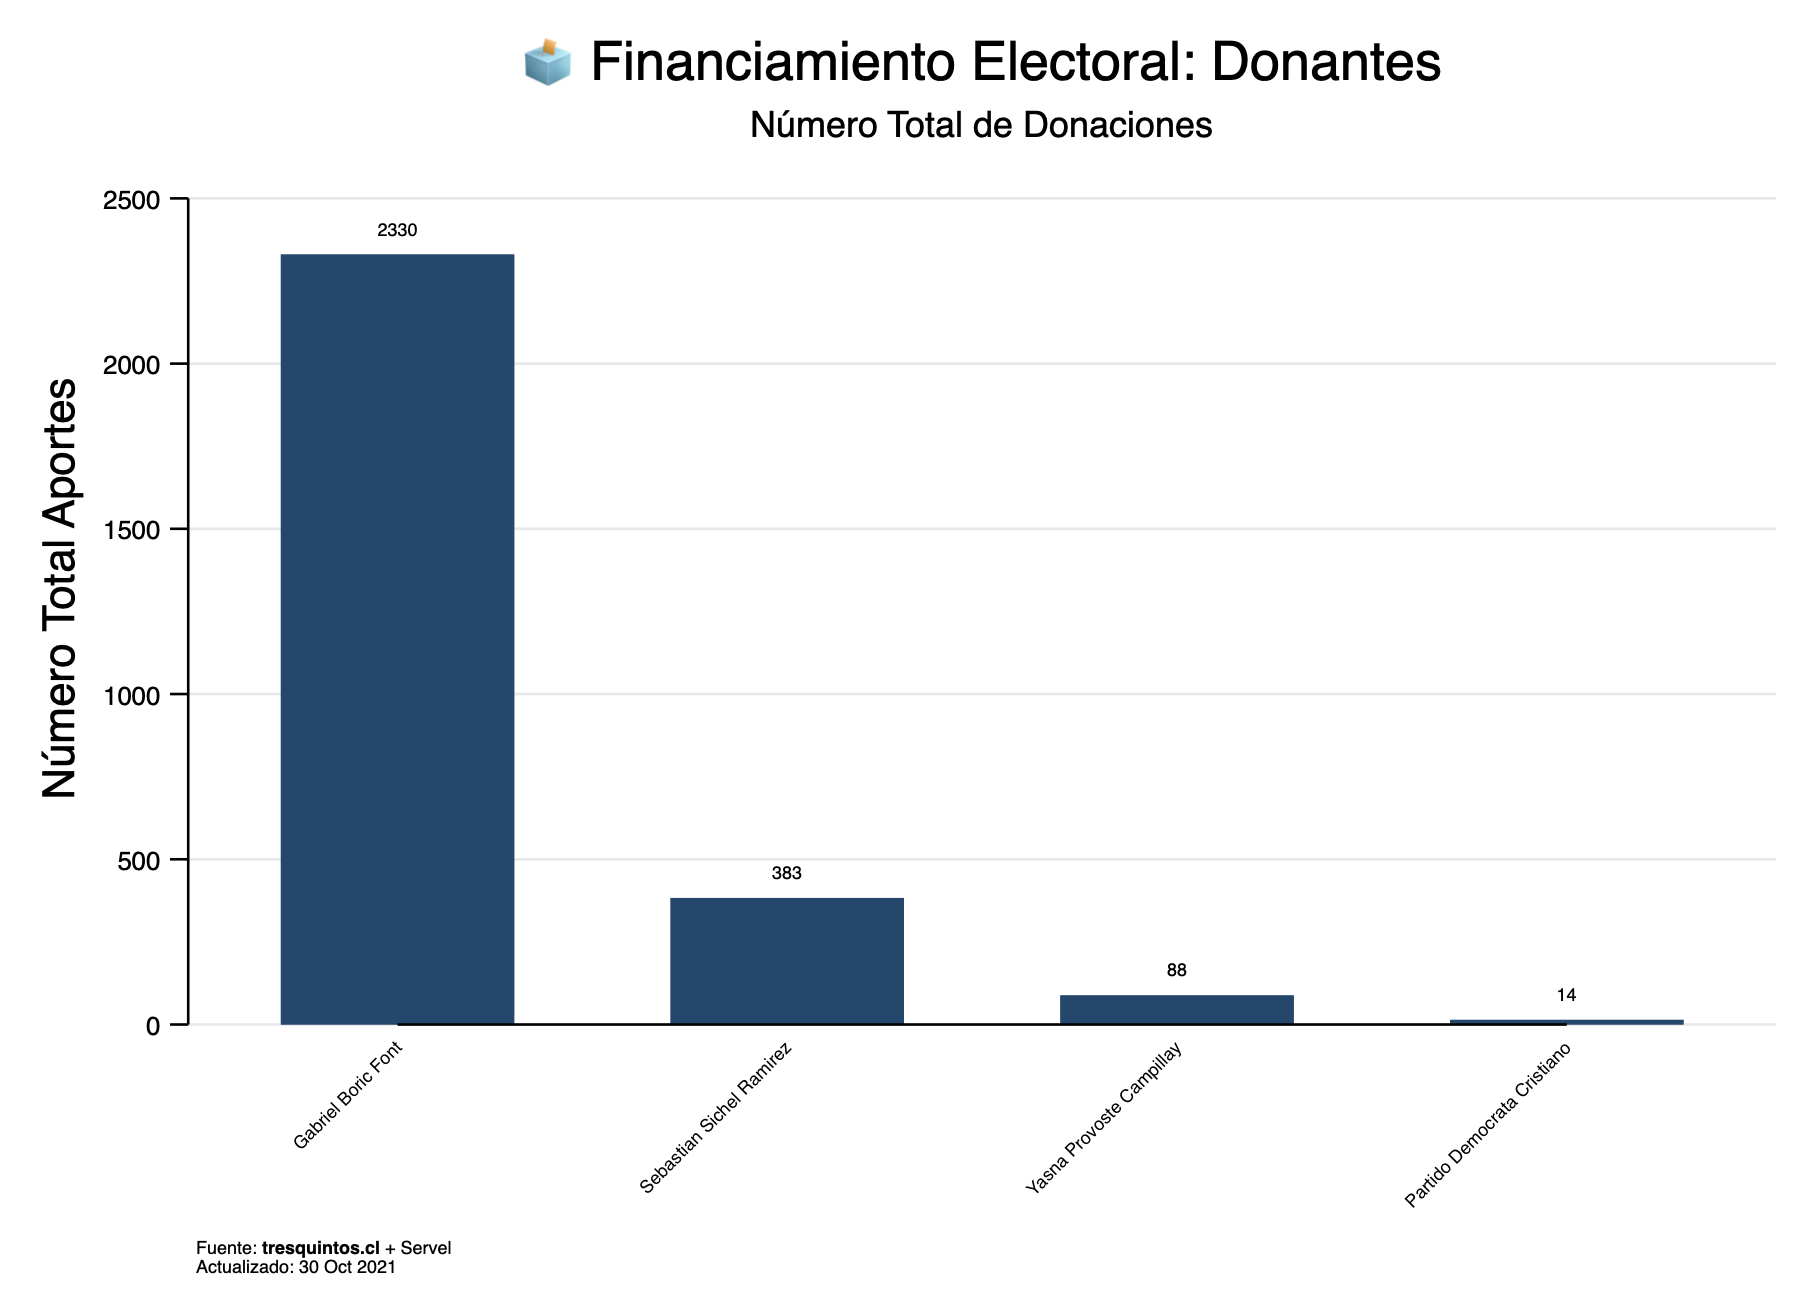 🗳️ Financiamiento Electoral: Donantes
Número Total de Donaciones
Número Total Aportes
2500
2000
1500
1000
500
0
2330
383
88
14
Gabriel Boric Font
Sebastian Sichel Ramirez
Yasna Provoste Campillay
Partido Democrata Cristiano
Fuente: tresquintos.cl + Servel
Actualizado: 30 Oct 2021